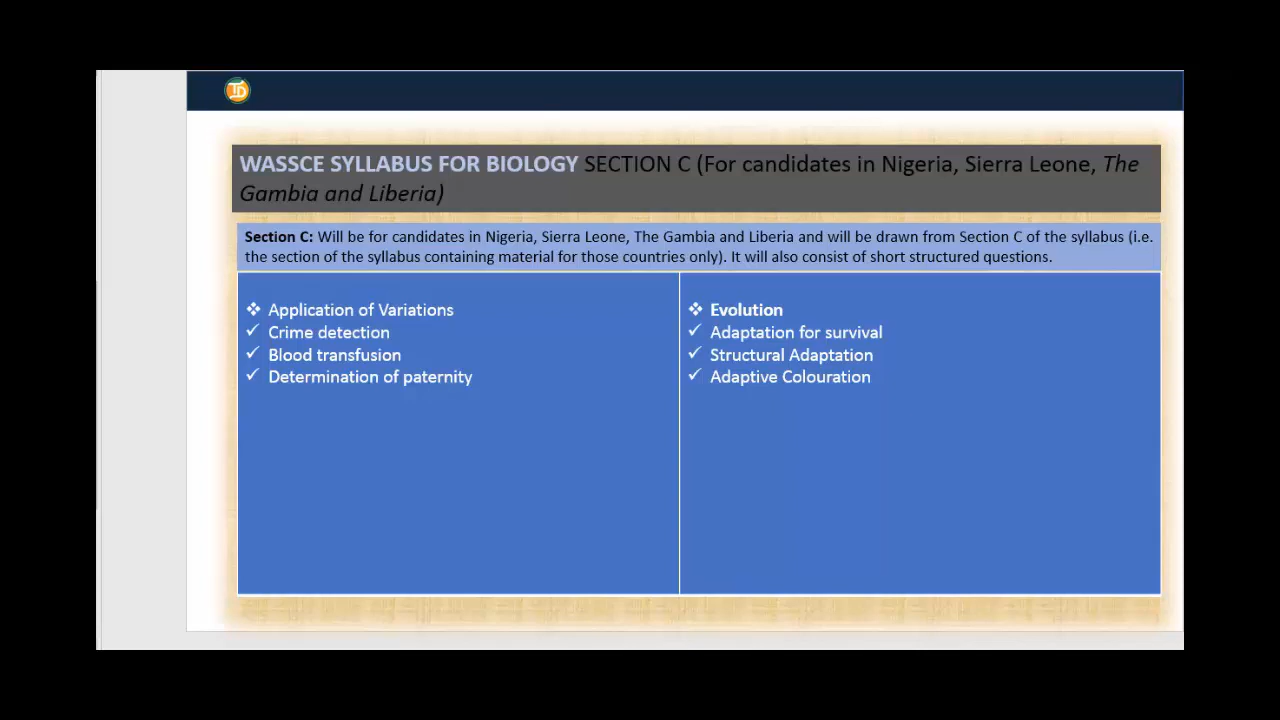 TD
WASSCE SYLLABUS FOR BIOLOGY SECTION C (For candidates in Nigeria, Sierra Leone, The
Gambia and Liberia)
Section C: Will be for candidates in Nigeria, Sierra Leone, The Gambia and Liberia and will be drawn from Section C of the syllabus (i.e.
the section of the syllabus containing material for those countries only). It will also consist of short structured questions.
❖ Application of Variations
✓ Crime detection
✓ Blood transfusion
✓ Determination of paternity
❖ Evolution
✓ Adaptation for survival
✓ Structural Adaptation
✓ Adaptive Colouration